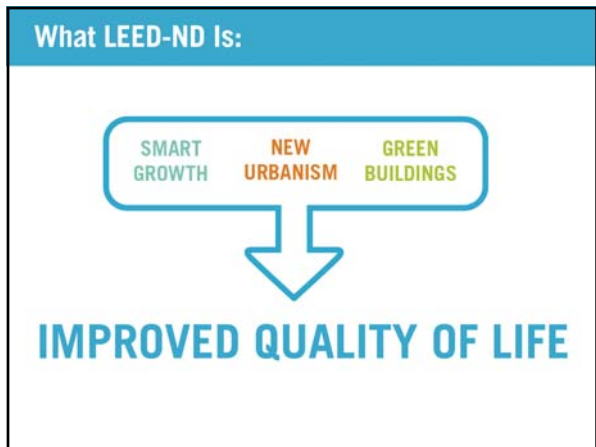 What LEED-ND Is:
SMART GROWTH
NEW URBANISM
GREEN BUILDINGS
IMPROVED QUALITY OF LIFE